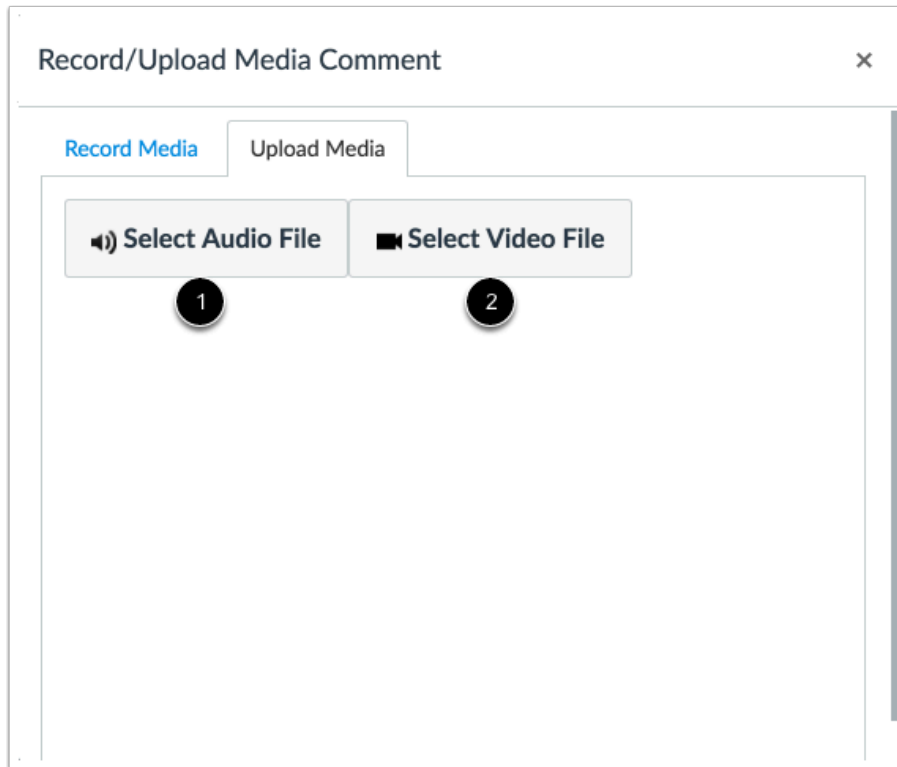 Record/Upload Media Comment ×
Record Media Upload Media
Select Audio File Select Video File
1 2